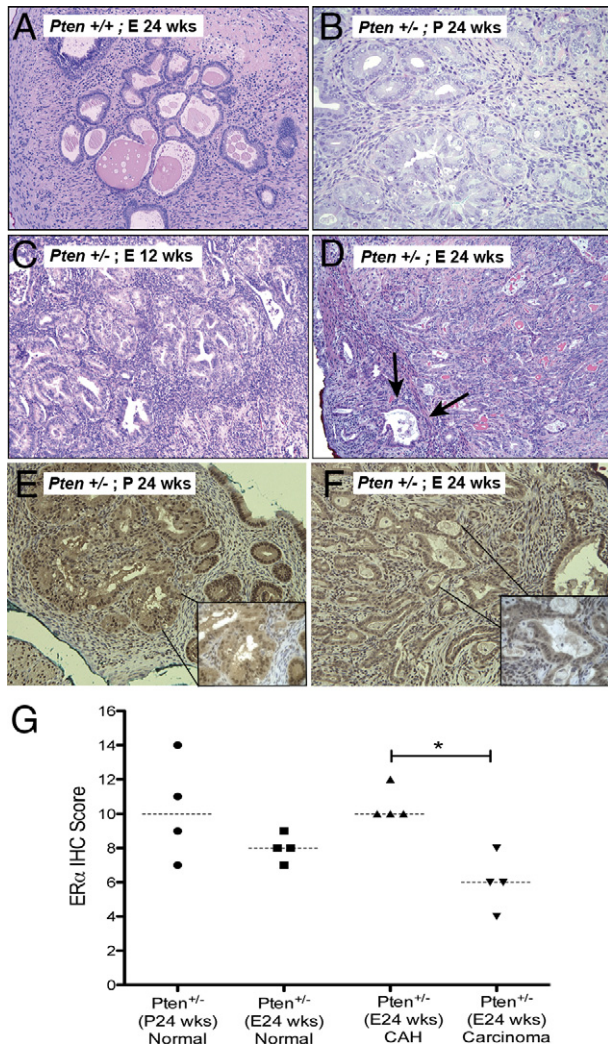 A
Pten +/+ ; E 24 wks
B
Pten +/- ; P 24 wks
C
Pten +/- ; E 12 wks
D
Pten +/- ; E 24 wks
E
Pten +/- ; P 24 wks
F
Pten +/- ; E 24 wks
G
16
14
12
10
8
6
4
2
0
ERα IHC Score
*
Pten+/-
(P24 wks)
Normal
Pten+/-
(E24 wks)
Normal
Pten+/-
(E24 wks)
CAH
Pten+/-
(E24 wks)
Carcinoma